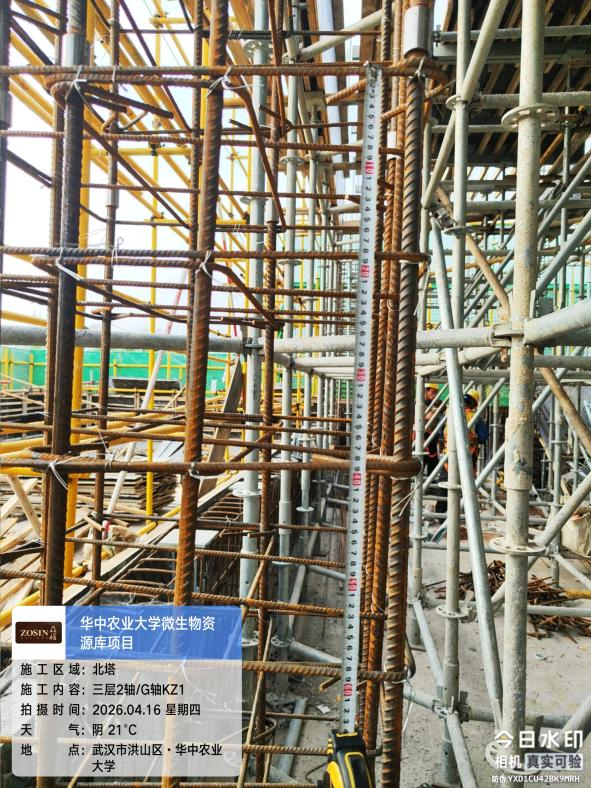 ZOSIN
华中农业大学微生物资
源库项目
施工区域：北塔
施工内容：三层2轴/G轴KZ1
拍摄时间：2026.04.16 星期四
天气：阴 21°C
地点：武汉市洪山区·华中农业
大学
今日水印
相机 真实可验
防伪 YXD1CU42BK9MRH